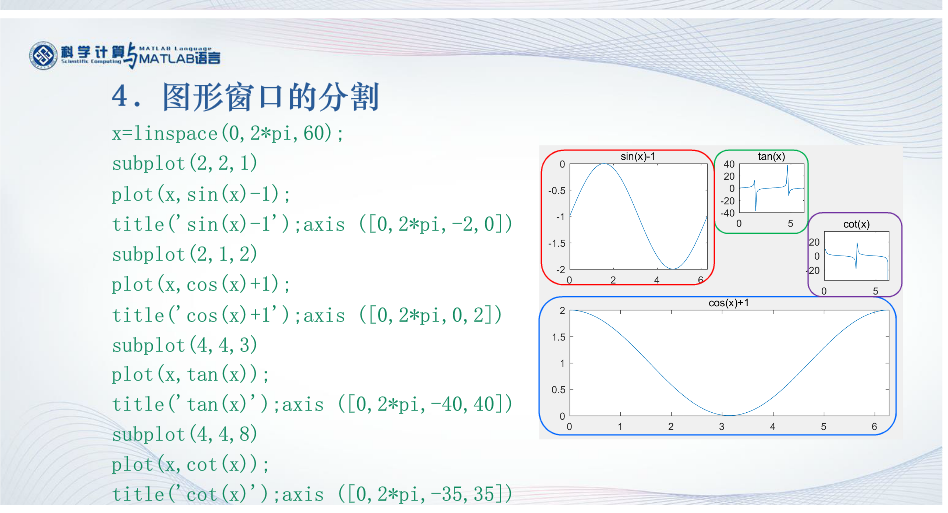 科学计算与MATLAB语言
Scientific Computing MATLAB Language
4. 图形窗口的分割
x=linspace(0,2*pi,60);
subplot(2,2,1)
plot(x,sin(x)-1);
title('sin(x)-1');axis ([0,2*pi,-2,0])
subplot(2,1,2)
plot(x,cos(x)+1);
title('cos(x)+1');axis ([0,2*pi,0,2])
subplot(4,4,3)
plot(x,tan(x));
title('tan(x)');axis ([0,2*pi,-40,40])
subplot(4,4,8)
plot(x,cot(x));
title('cot(x)');axis ([0,2*pi,-35,35])
sin(x)-1
0
-0.5
-1
-1.5
-2
0 2 4 6
tan(x)
40
20
0
-20
-40
0 5
cot(x)
20
0
-20
0 5
cos(x)+1
2
1.5
1
0.5
0
0 1 2 3 4 5 6